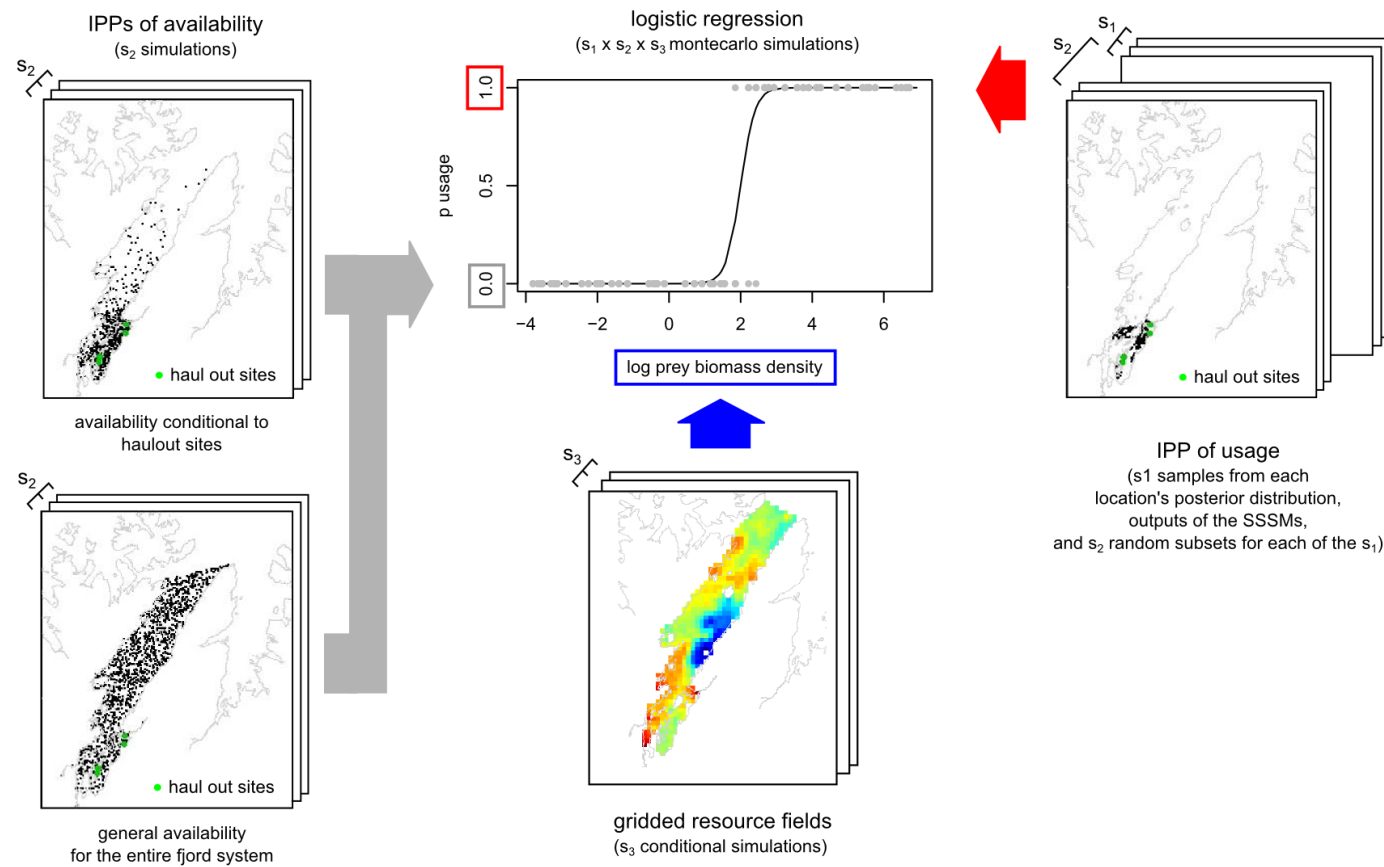 IPPs of availability
(s₂ simulations)
s₂
haul out sites
availability conditional to
haulout sites
s₂
haul out sites
general availability
for the entire fjord system
logistic regression
(s₁ x s₂ x s₃ montecarlo simulations)
p usage
1.0
0.5
0.0
−4 −2 0 2 4 6
log prey biomass density
s₃
gridded resource fields
(s₃ conditional simulations)
s₁
s₂
haul out sites
IPP of usage
(s1 samples from each
location's posterior distribution,
outputs of the SSSMs,
and s₂ random subsets for each of the s₁)